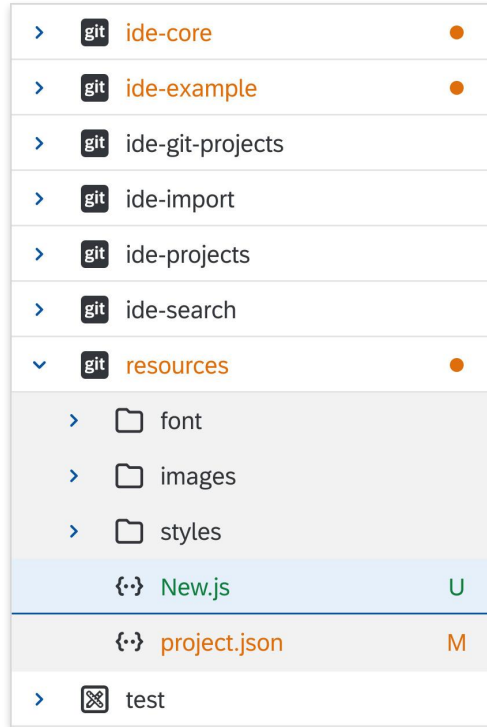 git ide-core
git ide-example
git ide-git-projects
git ide-import
git ide-projects
git ide-search
git resources
font
images
styles
{··} New.js U
{··} project.json M
test